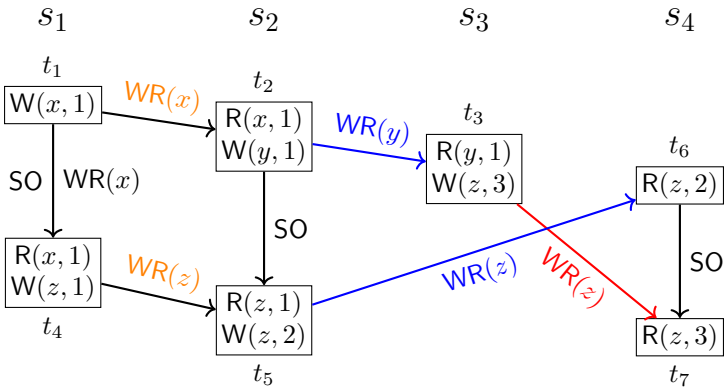 s₁ s₂ s₃ s₄
t₁
W(x, 1)
WR(x)
t₂
R(x, 1)
W(y, 1)
WR(y)
t₃
R(y, 1)
W(z, 3)
t₆
R(z, 2)
SO WR(x)
SO
WR(z)
WR(z)
SO
R(x, 1)
W(z, 1)
t₄
WR(z)
R(z, 1)
W(z, 2)
t₅
R(z, 3)
t₇